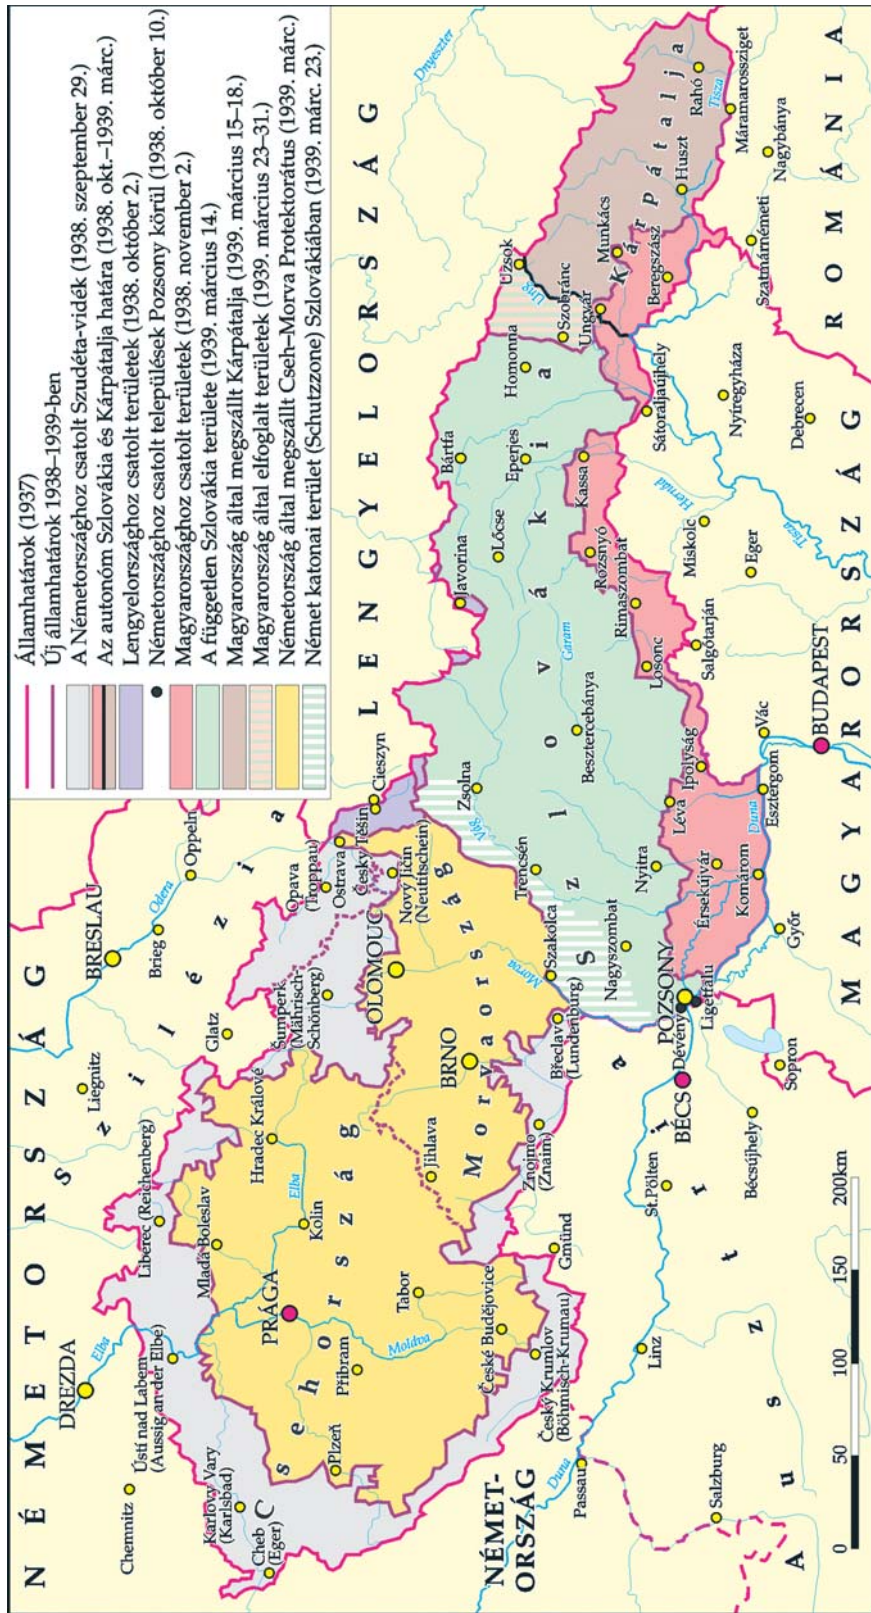 Államhatárok (1937)
Új államhatárok 1938–1939-ben
A Németországhoz csatolt Szudéta-vidék (1938. szeptember 29.)
Az autonóm Szlovákia és Kárpátalja határa (1938. okt.–1939. márc.)
Lengyelországhoz csatolt területek (1938. október 2.)
Németországhoz csatolt települések Pozsony körül (1938. október 10.)
Magyarországhoz csatolt területek (1938. november 2.)
A független Szlovákia területe (1939. március 14.)
Magyarország által megszállt Kárpátalja (1939. március 15–18.)
Magyarország által elfoglalt területek (1939. március 23–31.)
Németország által megszállt Cseh–Morva Protektorátus (1939. márc.)
Német katonai terület (Schutzzone) Szlovákiában (1939. márc. 23.)
NÉMETORSZÁG
Szilézia
LENGYELORSZÁG
DREZDA
Elba
Chemnitz
Liegnitz
BRESLAU
Odera
Brieg
Oppeln
Glatz
Ústí nad Labem
(Aussig an der Elbe)
Liberec (Reichenberg)
Karlovy Vary
(Karlsbad)
Cheb
(Eger)
Mladá Boleslav
Hradec Králové
Elba
PRÁGA
Kolin
Csehország
Plzeň
Přibram
Tabor
Moldva
Jihlava
České Budějovice
Český Krumlov
(Böhmisch-Krumau)
Šumperk
(Mährisch-
Schönberg)
Opava
(Troppau)
Ostrava
Český Těšín
Cieszyn
Nový Jičín
(Neutitschein)
OLOMOUC
BRNO
Morvaország
Morva
Znojmo
(Znaim)
Břeclav
(Lundenburg)
Gmünd
NÉMET-
ORSZÁG
Duna
Passau
Linz
St.Pölten
Salzburg
Ausztria
BÉCS
Bécsújhely
Sopron
Szakolca
Trencsén
Vág
Zsolna
Nagyszombat
POZSONY
Dévény
Ligetfalu
Nyitra
Szlovákia
Besztercebánya
Garam
Javorina
Lőcse
Bártfa
Eperjes
Homonna
Kassa
Rozsnyó
Rimaszombat
Losonc
Léva
Ipolyság
Érsekújvár
Komárom
Duna
Esztergom
Vác
Győr
BUDAPEST
Salgótarján
Eger
Miskolc
Hernád
Tisza
Sátoraljaújhely
Nyíregyháza
Debrecen
MAGYARORSZÁG
Dnyeszter
Uzsok
Ung
Szobránc
Ungvár
Munkács
Beregszász
Kárpátalja
Huszt
Rahó
Tisza
Máramarossziget
Nagybánya
Szatmárnémeti
ROMÁNIA
0 50 100 150 200km